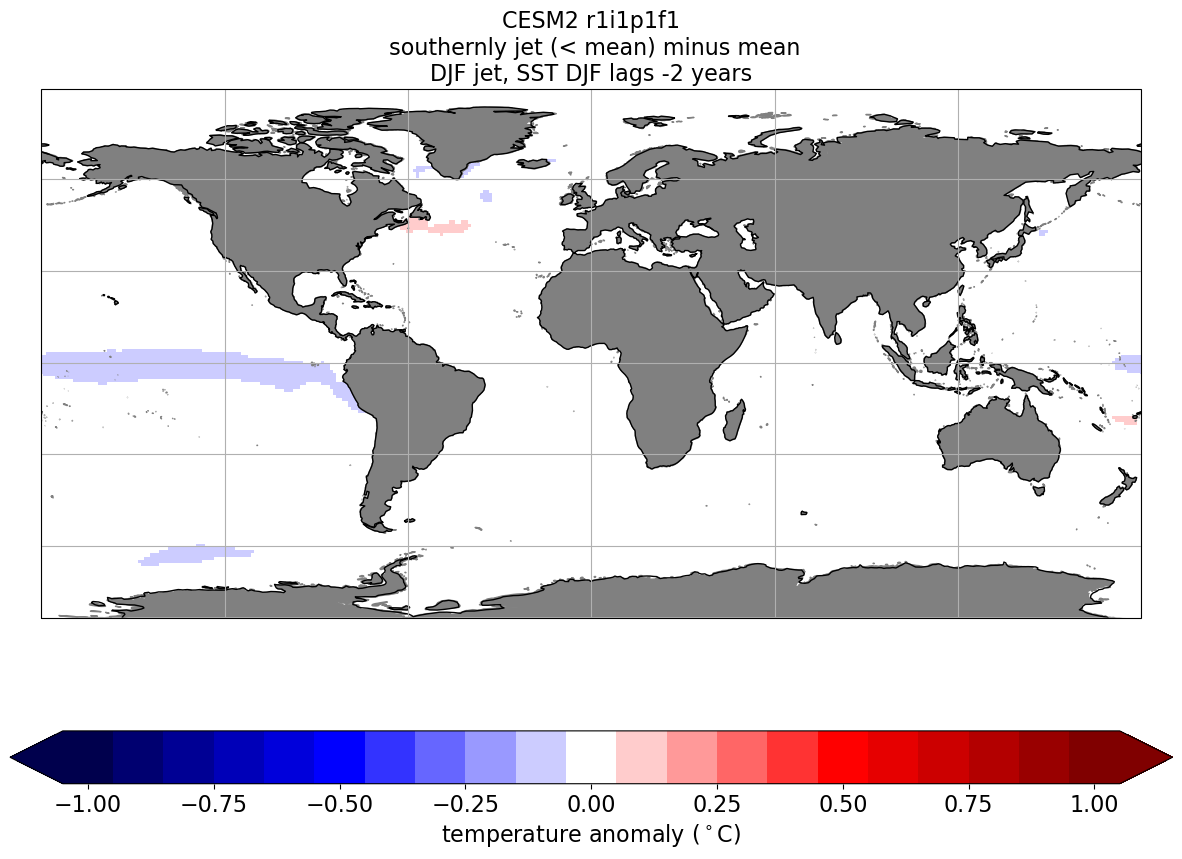 CESM2 r1i1p1f1
southernly jet (< mean) minus mean
DJF jet, SST DJF lags -2 years
−1.00 −0.75 −0.50 −0.25 0.00 0.25 0.50 0.75 1.00
temperature anomaly (°C)